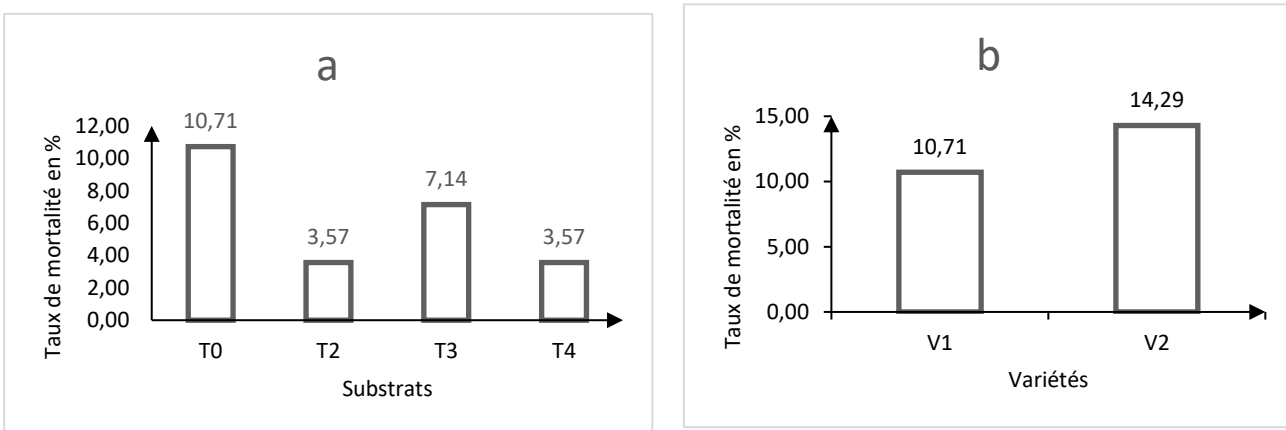 a
Taux de mortalité en %
12,00
10,00
8,00
6,00
4,00
2,00
0,00
10,71
3,57
7,14
3,57
T0 T2 T3 T4
Substrats
b
Taux de mortalité en %
15,00
10,00
5,00
0,00
10,71
14,29
V1 V2
Variétés